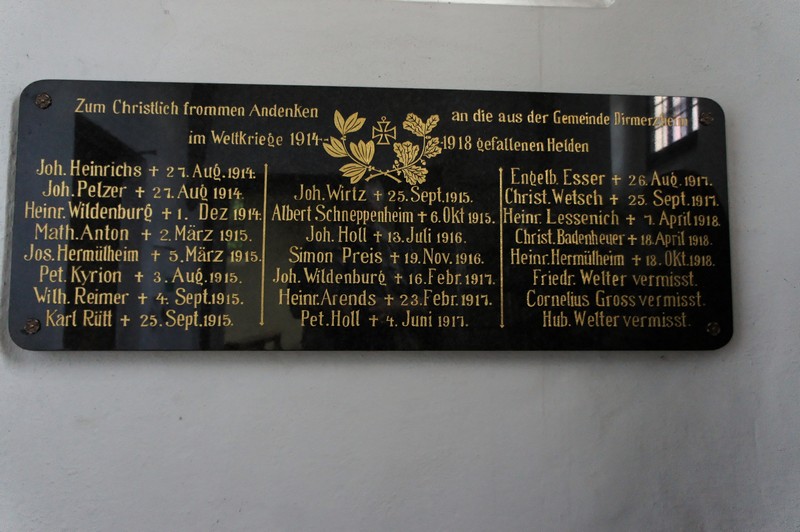 Zum Christlich frommen Andenken an die aus der Gemeinde Dirmerzheim
im Weltkriege 1914-1918 gefallenen Helden
Joh. Heinrichs + 27. Aug. 1914.
Joh. Pelzer + 27. Aug 1914.
Heinr. Wildenburg + 1. Dez 1914.
Math. Anton + 2. März 1915.
Jos. Hermülheim + 5. März 1915.
Pet. Kyrion + 3. Aug. 1915.
Wilh. Reimer + 4. Sept. 1915.
Karl Rütt + 25. Sept. 1915.
Joh. Wirtz + 25. Sept. 1915.
Albert Schneppenheim + 6. Okt 1915.
Joh. Holl + 13. Juli 1916.
Simon Preis + 19. Nov. 1916.
Joh. Wildenburg + 16. Febr. 1917.
Heinr. Arends + 23. Febr. 1917.
Pet. Holl + 4. Juni 1917.
Engelb. Esser + 26. Aug. 1917.
Christ. Wetsch + 25. Sept. 1917.
Heinr. Lessenich + 7. April 1918.
Christ. Badenheuer + 18. April 1918.
Heinr. Hermülheim + 18. Okt. 1918.
Friedr. Welter vermisst.
Cornelius Gross vermisst.
Hub. Welter vermisst.